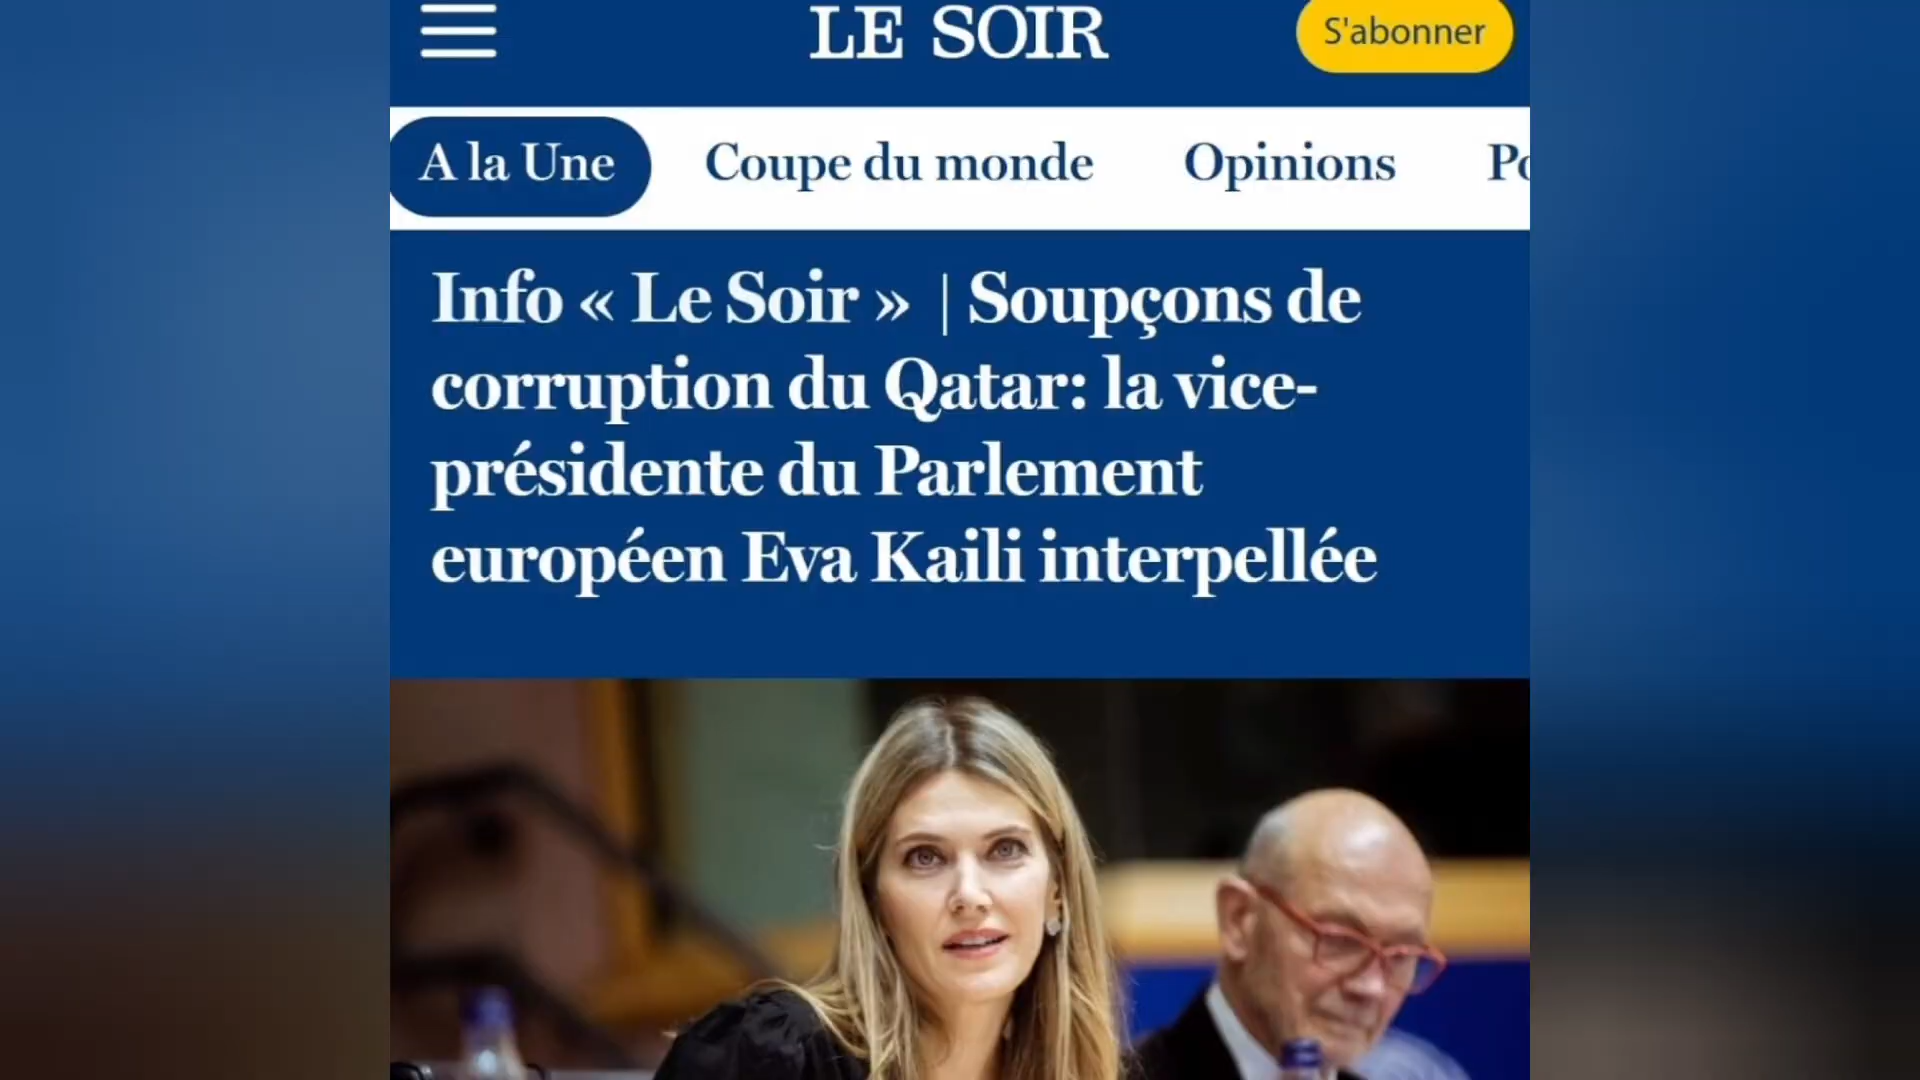 LE SOIR
S'abonner
A la Une
Coupe du monde
Opinions
Info « Le Soir » | Soupçons de
corruption du Qatar: la vice-
présidente du Parlement
européen Eva Kaili interpellée